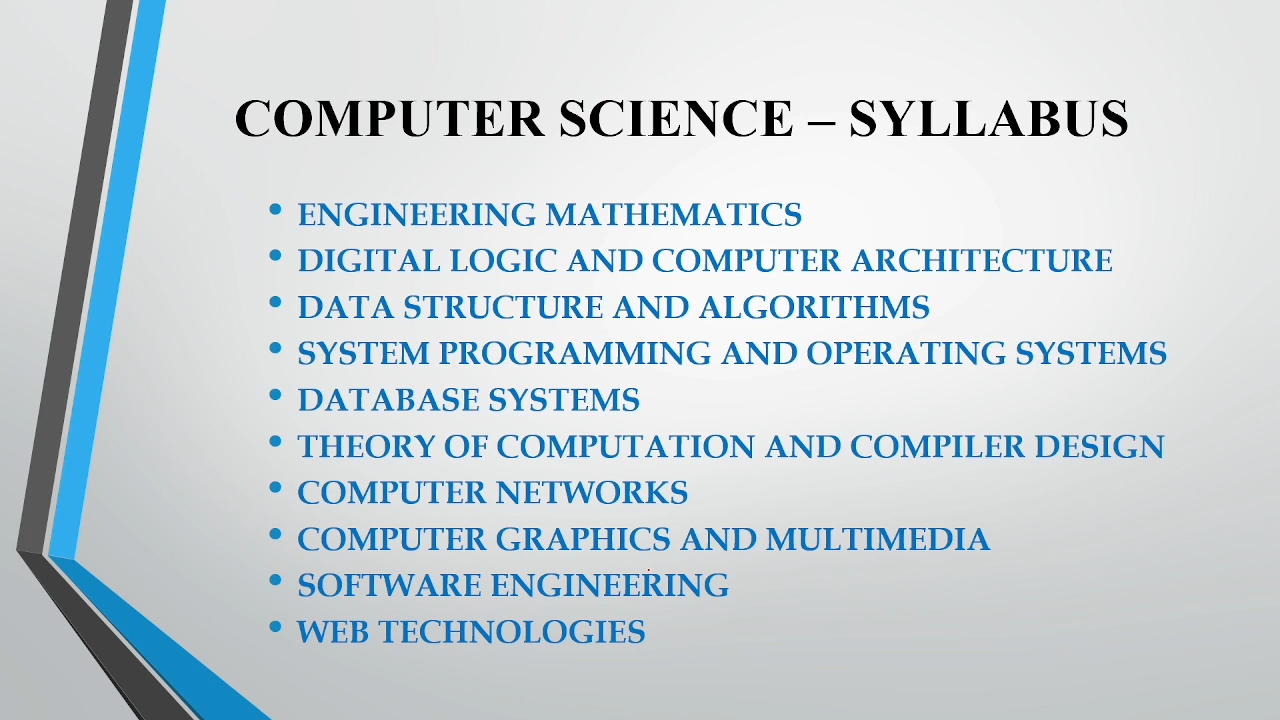 COMPUTER SCIENCE – SYLLABUS
• ENGINEERING MATHEMATICS
• DIGITAL LOGIC AND COMPUTER ARCHITECTURE
• DATA STRUCTURE AND ALGORITHMS
• SYSTEM PROGRAMMING AND OPERATING SYSTEMS
• DATABASE SYSTEMS
• THEORY OF COMPUTATION AND COMPILER DESIGN
• COMPUTER NETWORKS
• COMPUTER GRAPHICS AND MULTIMEDIA
• SOFTWARE ENGINEERING
• WEB TECHNOLOGIES